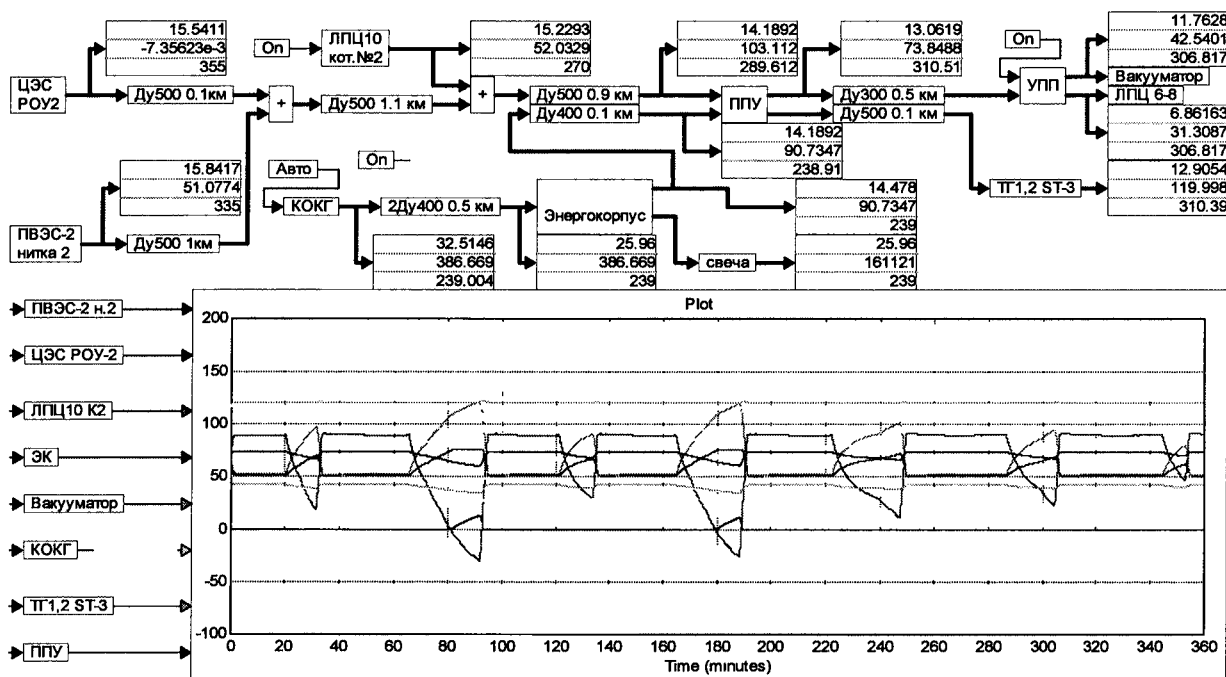 15.5411
-7.35623e-3
355
On
ЛПЦ10
кот.№2
15.2293
52.0329
270
14.1892
103.112
289.612
13.0619
73.8488
310.51
On
11.7628
42.5401
306.817
ЦЭС
РОУ2
Ду500 0.1км
+
Ду500 1.1 км
+
Ду500 0.9 км
Ду400 0.1 км
ППУ
Ду300 0.5 км
Ду500 0.1 км
УПП
Вакууматор
ЛПЦ 6-8
6.86163
31.3087
306.817
15.8417
51.0774
335
Авто
On
14.1892
90.7347
238.91
КОКГ
2Ду400 0.5 км
Энергокорпус
14.478
90.7347
239
ТГ1,2 ST-3
12.9054
119.998
310.39
ПВЭС-2
нитка 2
Ду500 1км
32.5146
386.669
239.004
25.96
386.669
239
свеча
25.96
161121
239
ПВЭС-2 н.2
ЦЭС РОУ-2
ЛПЦ10 К2
ЭК
Вакууматор
КОКГ
ТГ1,2 ST-3
ППУ
Plot
200
150
100
50
0
-50
-100
0 20 40 60 80 100 120 140 160 180 200 220 240 260 280 300 320 340 360
Time (minutes)